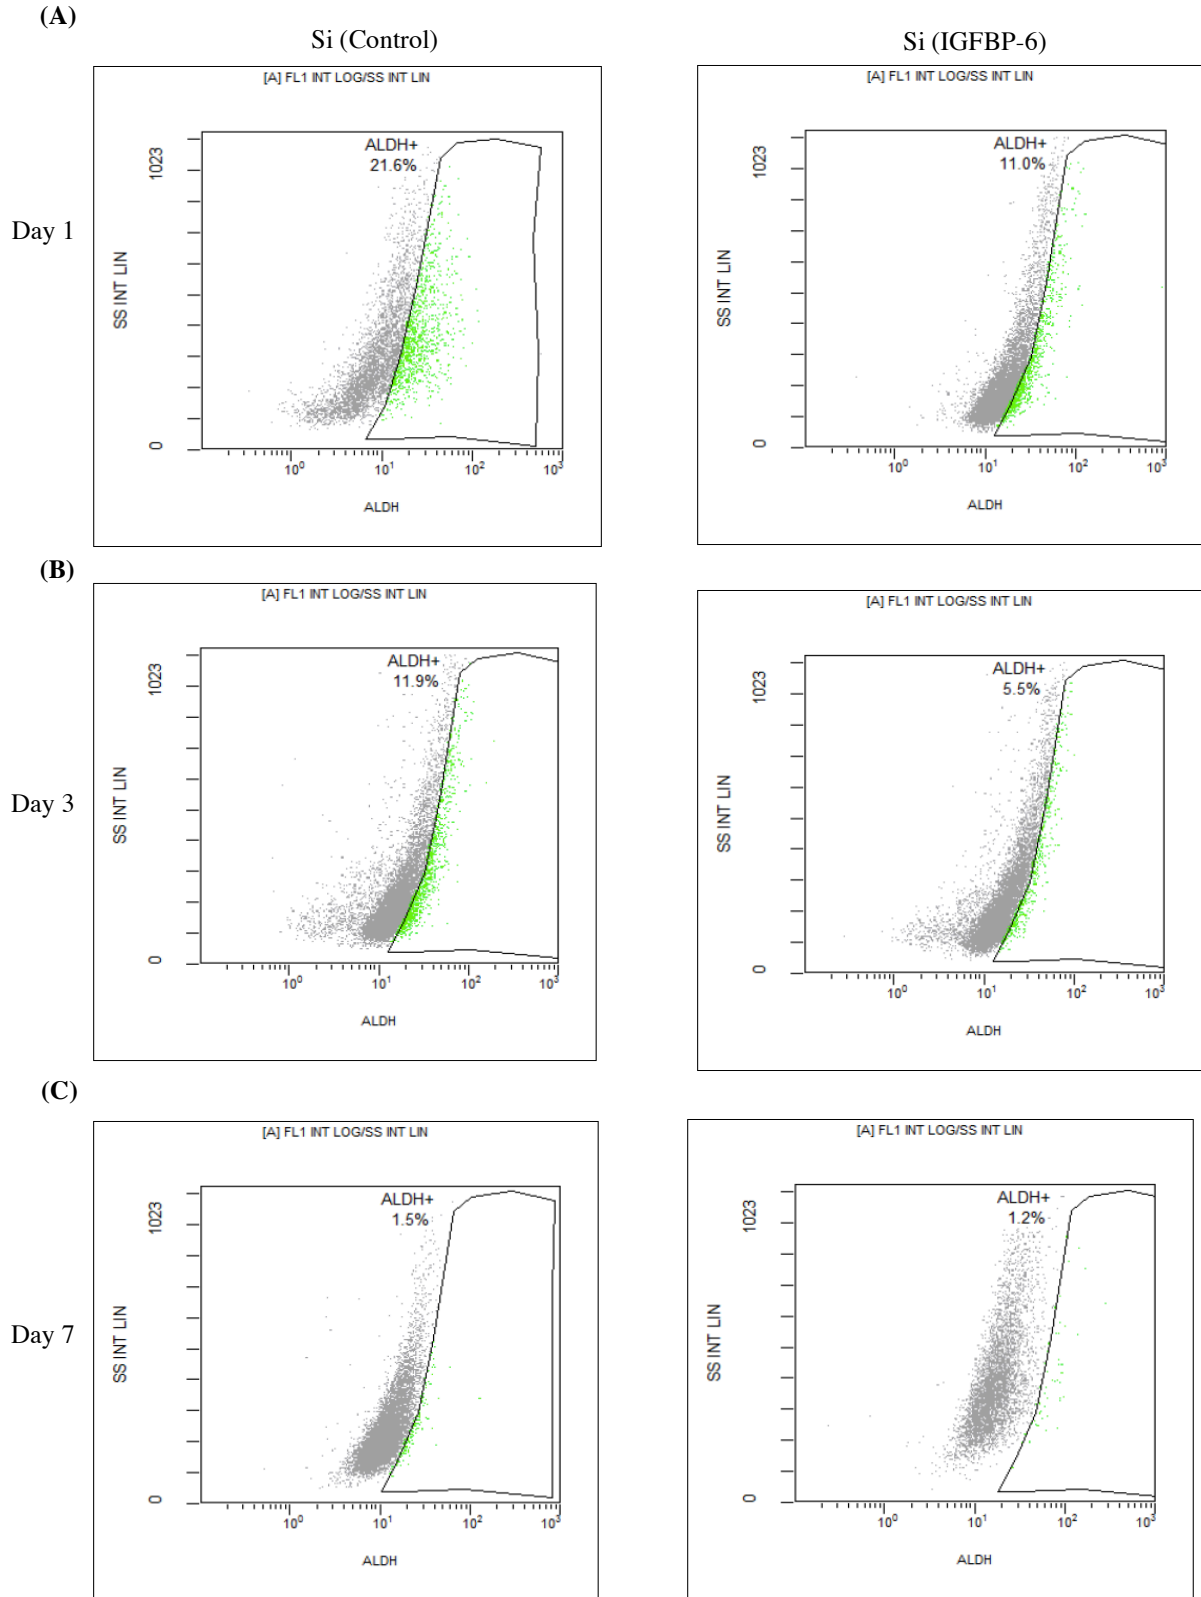 (A)
Si (Control)
Si (IGFBP-6)
Day 1
[A] FL1 INT LOG/SS INT LIN
ALDH+
21.6%
1023
SS INT LIN
0
10⁰ 10¹ 10² 10³
ALDH
[A] FL1 INT LOG/SS INT LIN
ALDH+
11.0%
1023
SS INT LIN
0
10⁰ 10¹ 10² 10³
ALDH
(B)
Day 3
[A] FL1 INT LOG/SS INT LIN
ALDH+
11.9%
1023
SS INT LIN
0
10⁰ 10¹ 10² 10³
ALDH
[A] FL1 INT LOG/SS INT LIN
ALDH+
5.5%
1023
SS INT LIN
0
10⁰ 10¹ 10² 10³
ALDH
(C)
Day 7
[A] FL1 INT LOG/SS INT LIN
ALDH+
1.5%
1023
SS INT LIN
0
10⁰ 10¹ 10² 10³
ALDH
[A] FL1 INT LOG/SS INT LIN
ALDH+
1.2%
1023
SS INT LIN
0
10⁰ 10¹ 10² 10³
ALDH